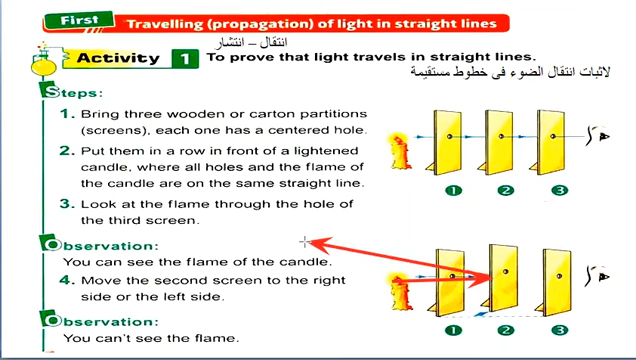 First Travelling (propagation) of light in straight lines
انتقال – انتشار
Activity 1 To prove that light travels in straight lines.
لاثبات انتقال الضوء فى خطوط مستقيمة
Steps:
1. Bring three wooden or carton partitions
(screens), each one has a centered hole.
2. Put them in a row in front of a lightened
candle, where all holes and the flame of
the candle are on the same straight line.
3. Look at the flame through the hole of
the third screen.
1 2 3
Observation:
You can see the flame of the candle.
4. Move the second screen to the right
side or the left side.
Observation:
You can't see the flame.
1 2 3